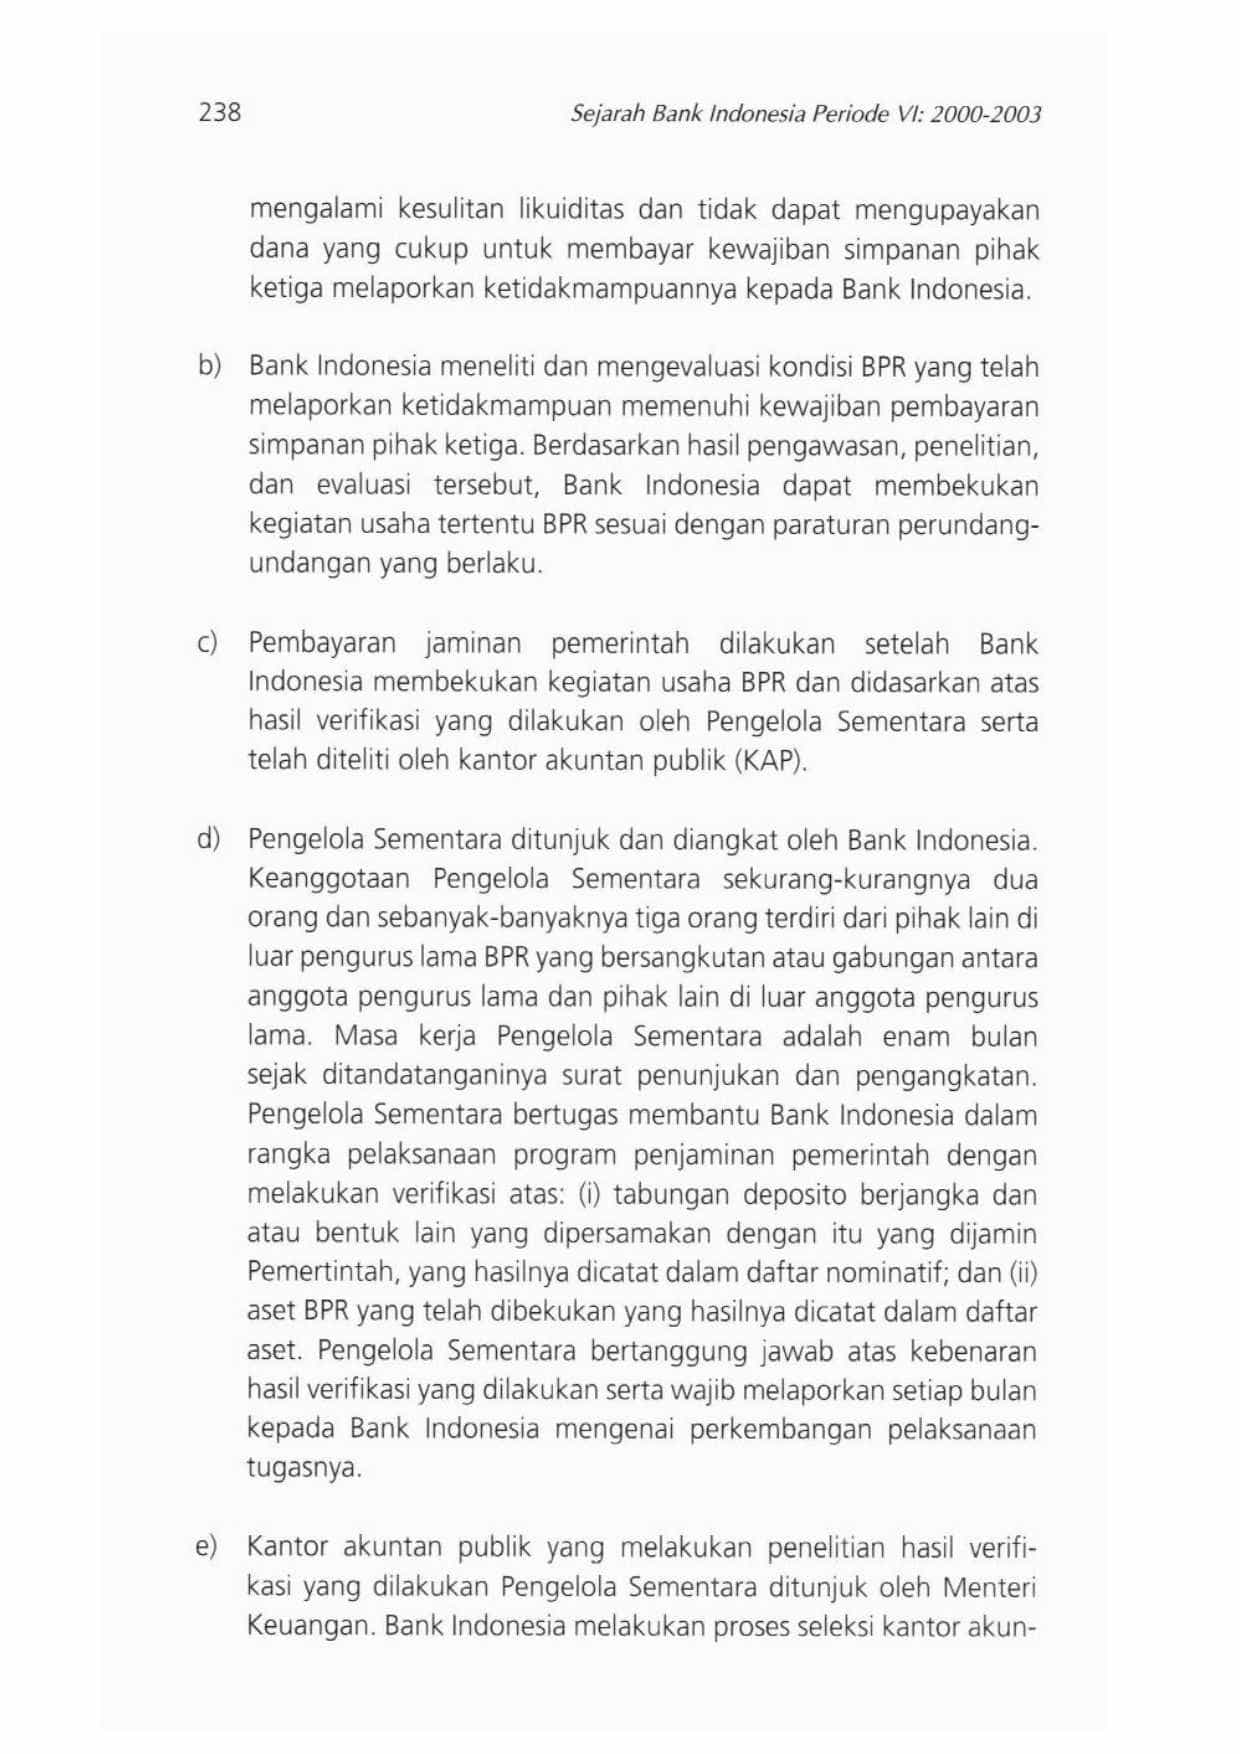 238
Sejarah Bank Indonesia Periode VI: 2000-2003
mengalami kesulitan likuiditas dan tidak dapat mengupayakan
dana yang cukup untuk membayar kewajiban simpanan pihak
ketiga melaporkan ketidakmampuannya kepada Bank Indonesia.
b) Bank Indonesia meneliti dan mengevaluasi kondisi BPR yang telah
melaporkan ketidakmampuan memenuhi kewajiban pembayaran
simpanan pihak ketiga. Berdasarkan hasil pengawasan, penelitian,
dan evaluasi tersebut, Bank Indonesia dapat membekukan
kegiatan usaha tertentu BPR sesuai dengan paraturan perundang-
undangan yang berlaku.
c) Pembayaran jaminan pemerintah dilakukan setelah Bank
Indonesia membekukan kegiatan usaha BPR dan didasarkan atas
hasil verifikasi yang dilakukan oleh Pengelola Sementara serta
telah diteliti oleh kantor akuntan publik (KAP).
d) Pengelola Sementara ditunjuk dan diangkat oleh Bank Indonesia.
Keanggotaan Pengelola Sementara sekurang-kurangnya dua
orang dan sebanyak-banyaknya tiga orang terdiri dari pihak lain di
luar pengurus lama BPR yang bersangkutan atau gabungan antara
anggota pengurus lama dan pihak lain di luar anggota pengurus
lama. Masa kerja Pengelola Sementara adalah enam bulan
sejak ditandatanganinya surat penunjukan dan pengangkatan.
Pengelola Sementara bertugas membantu Bank Indonesia dalam
rangka pelaksanaan program penjaminan pemerintah dengan
melakukan verifikasi atas: (i) tabungan deposito berjangka dan
atau bentuk lain yang dipersamakan dengan itu yang dijamin
Pemertintah, yang hasilnya dicatat dalam daftar nominatif; dan (ii)
aset BPR yang telah dibekukan yang hasilnya dicatat dalam daftar
aset. Pengelola Sementara bertanggung jawab atas kebenaran
hasil verifikasi yang dilakukan serta wajib melaporkan setiap bulan
kepada Bank Indonesia mengenai perkembangan pelaksanaan
tugasnya.
e) Kantor akuntan publik yang melakukan penelitian hasil verifi-
kasi yang dilakukan Pengelola Sementara ditunjuk oleh Menteri
Keuangan. Bank Indonesia melakukan proses seleksi kantor akun-